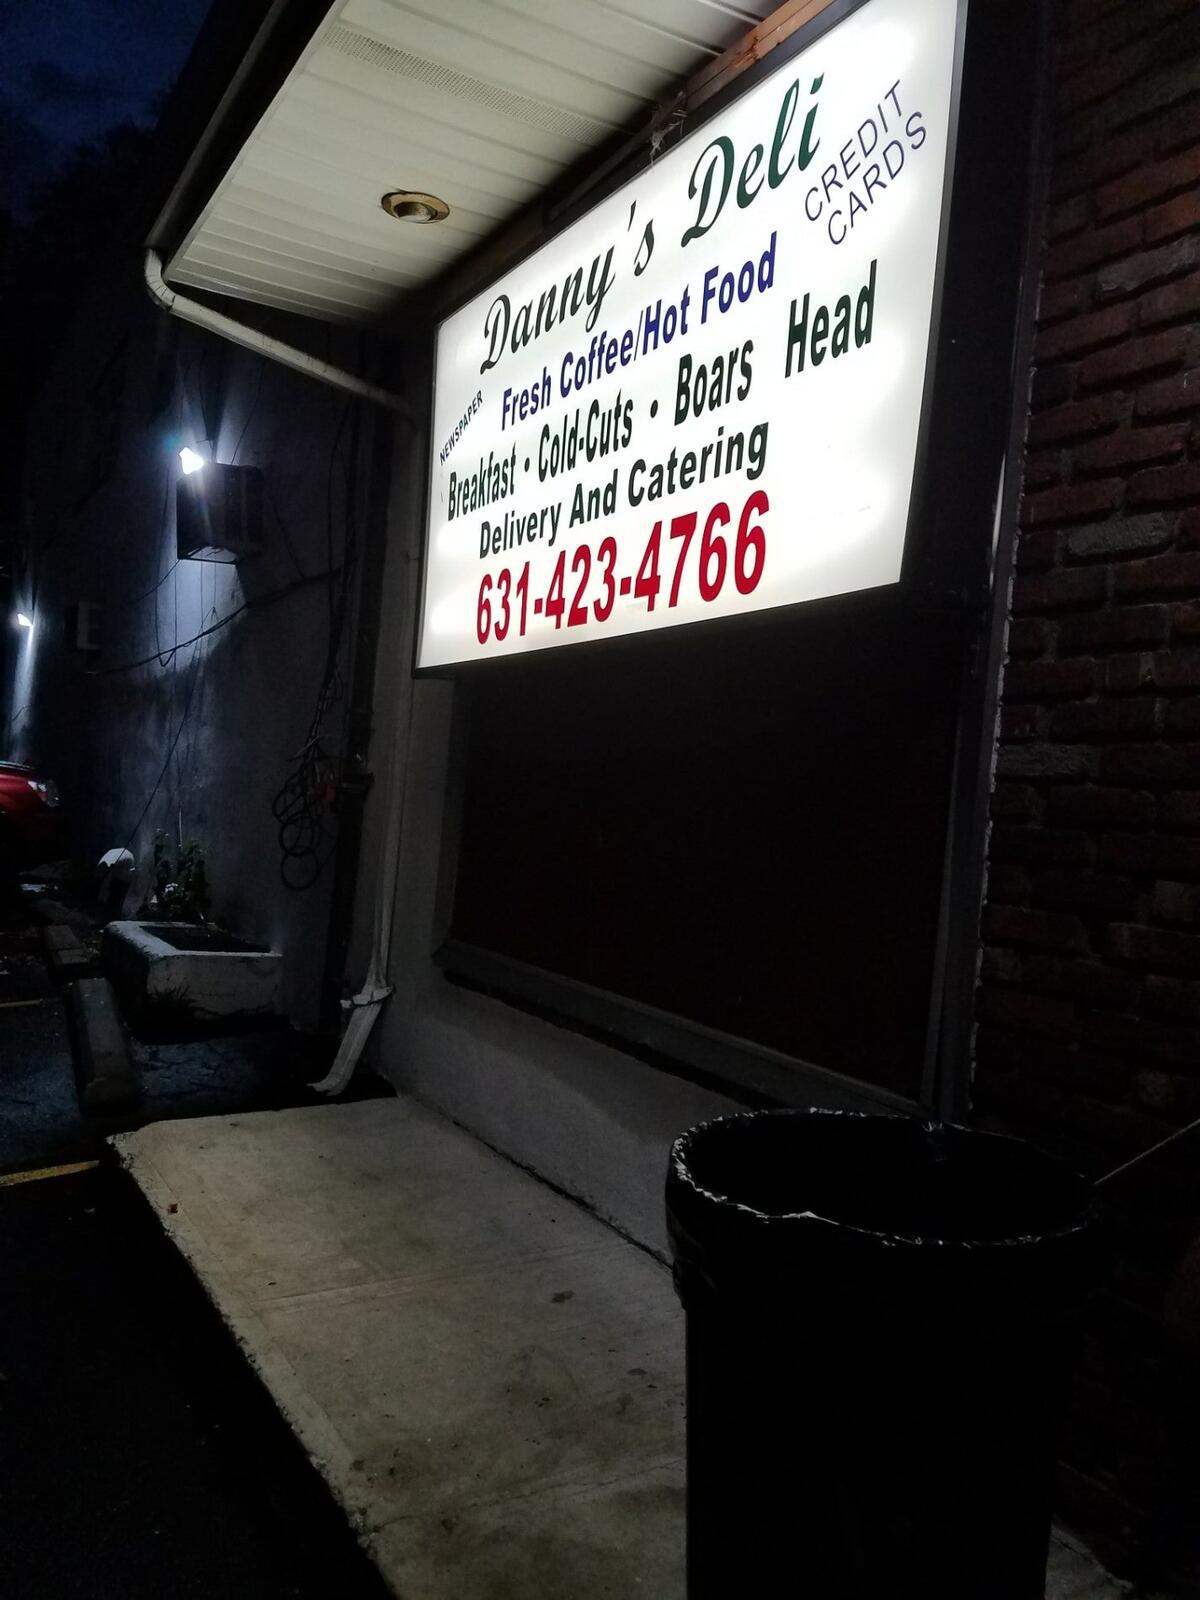 Danny's Deli
CREDIT
CARDS
Fresh Coffee/Hot Food
NEWSPAPER
Breakfast • Cold-Cuts • Boars Head
Delivery And Catering
631-423-4766